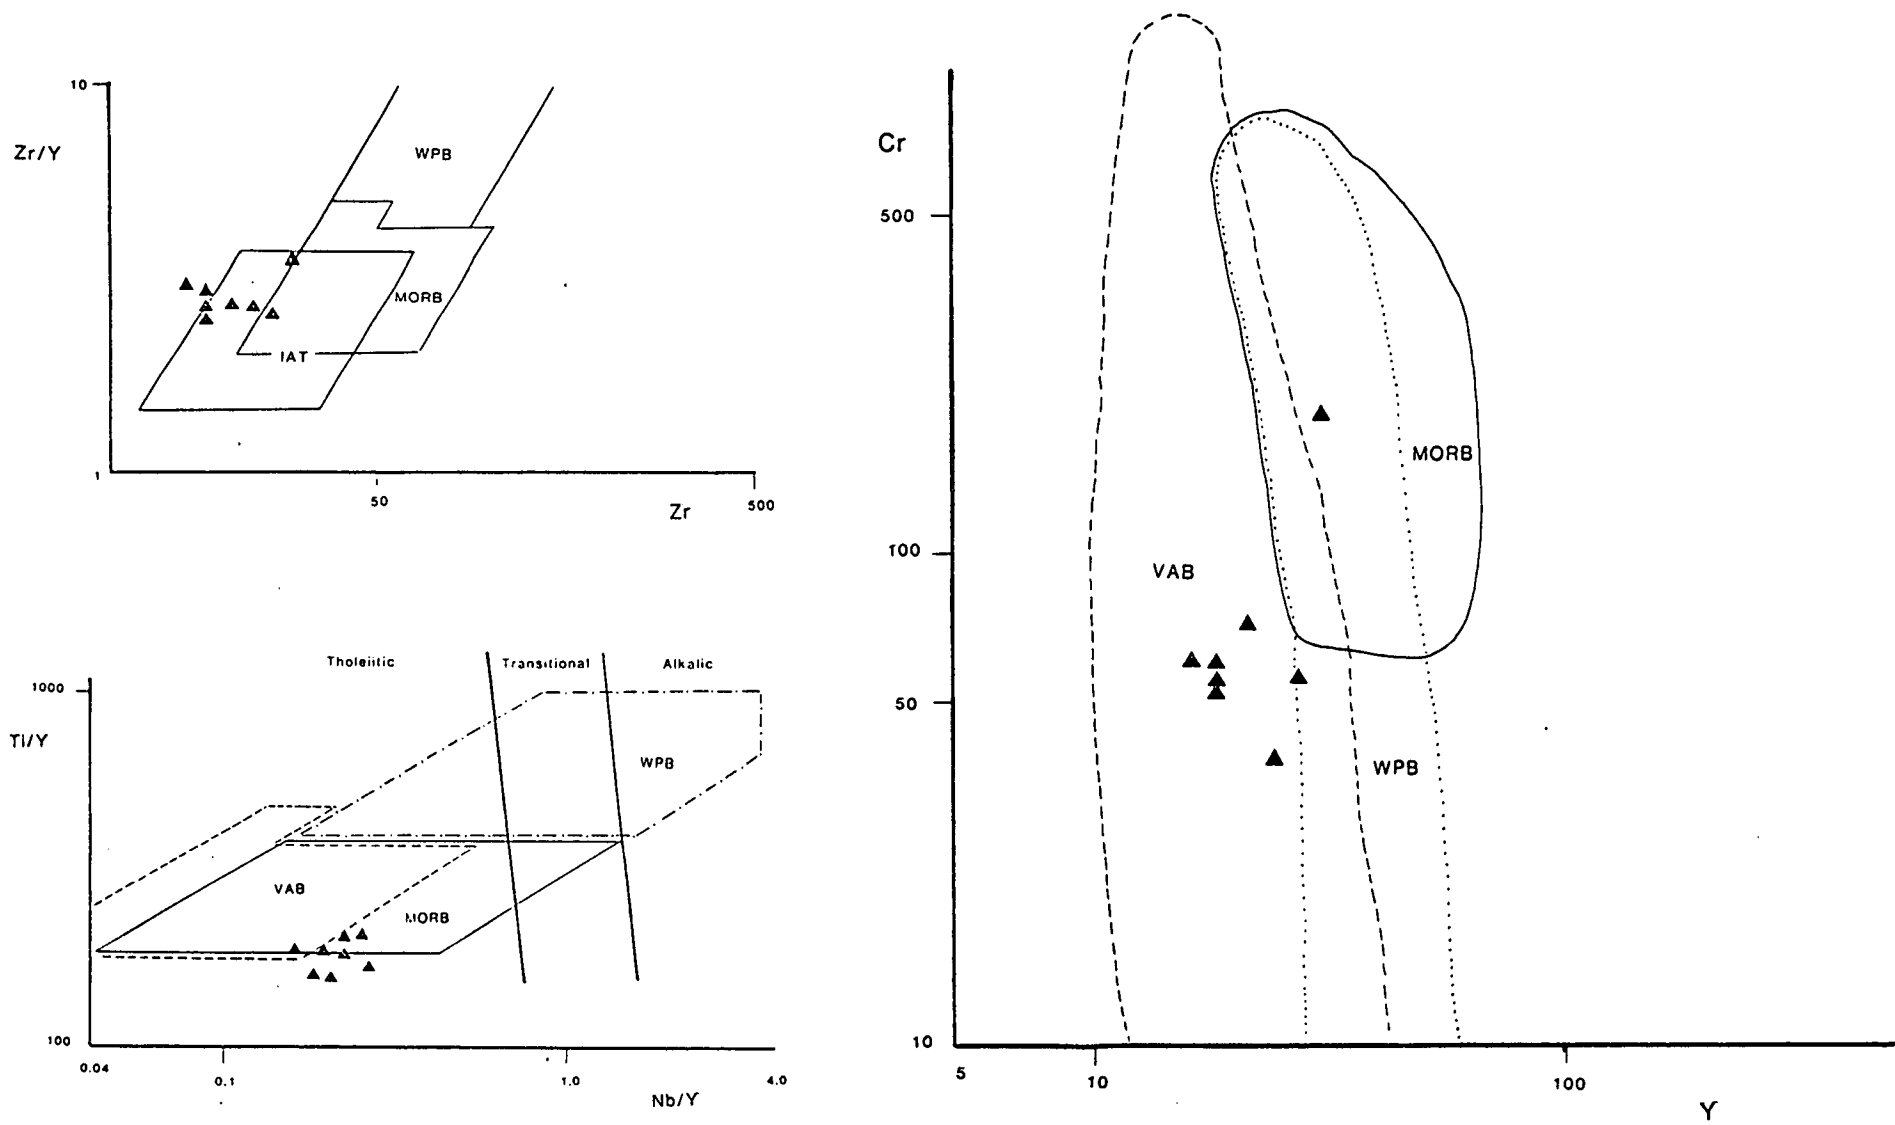 10
Zr/Y
WPB
MORB
IAT
1
50
500
Zr
Tholeiitic
Transitional
Alkalic
1000
Ti/Y
WPB
VAB
MORB
100
0.04
0.1
1.0
4.0
Nb/Y
Cr
500
MORB
100
VAB
50
WPB
10
5
10
100
Y